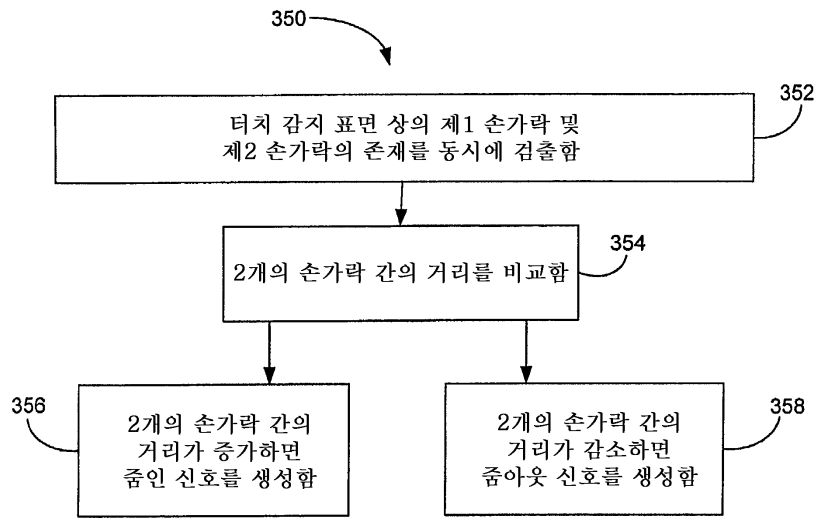 350
352
터치 감지 표면 상의 제1 손가락 및
제2 손가락의 존재를 동시에 검출함
354
2개의 손가락 간의 거리를 비교함
356
2개의 손가락 간의
거리가 증가하면
줌인 신호를 생성함
358
2개의 손가락 간의
거리가 감소하면
줌아웃 신호를 생성함